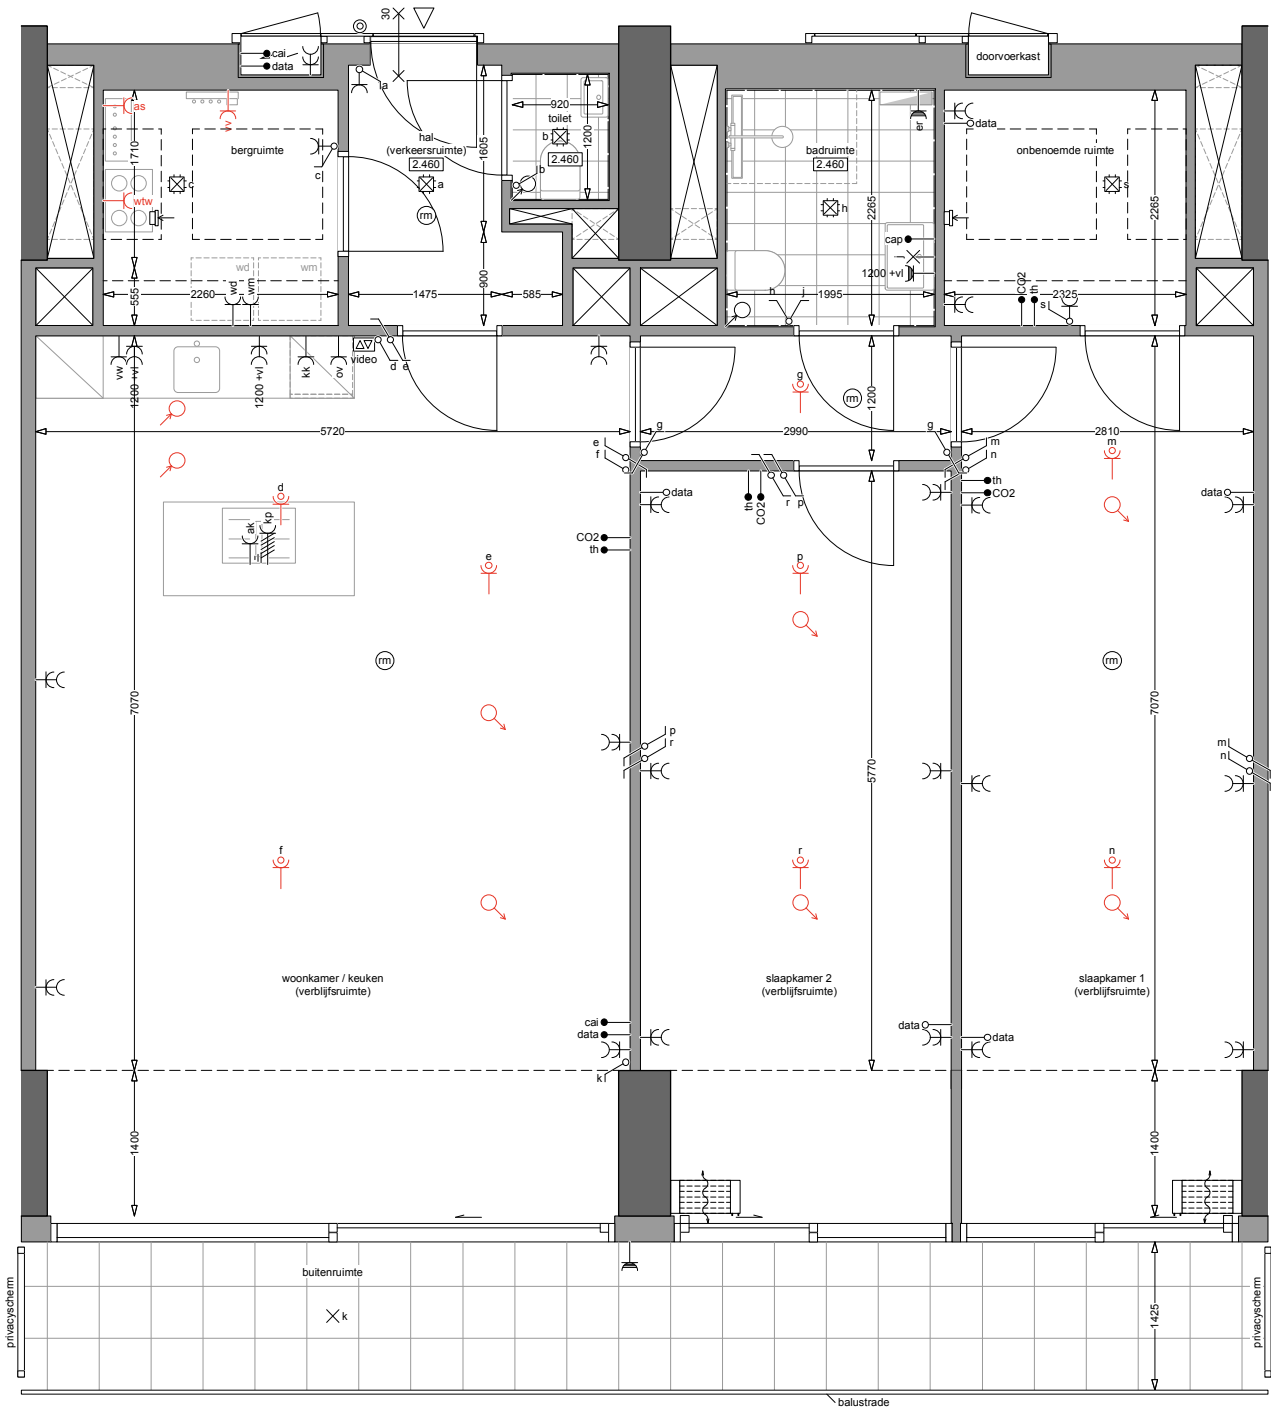 30
cai
data
la
as
vv
1710
bergruimte
c
wtw
c
hal
(verkeersruimte)
2.460
a
rm
1605
920
toilet
b
2.460
1200
b
900
wd
wm
wd
wm
555
2260
1475
585
doorvoerkast
er
badruimte
2.460
h
2265
cap
1200 +vl
h
j
1995
data
onbenoemde ruimte
s
2265
CO2
th
s
2325
vw
1200 +vl
1200 +vl
kk
ov
video
d
e
5720
g
rm
1200
g
2990
g
2810
m
e
f
m
n
d
ak
kp
data
th
CO2
r
p
th
CO2
data
CO2
th
e
p
rm
rm
7070
p
r
5770
7070
m
n
f
r
n
woonkamer / keuken
(verblijfsruimte)
slaapkamer 2
(verblijfsruimte)
slaapkamer 1
(verblijfsruimte)
cai
data
k
data
data
1400
1400
buitenruimte
k
privacyscherm
privacyscherm
1425
balustrade